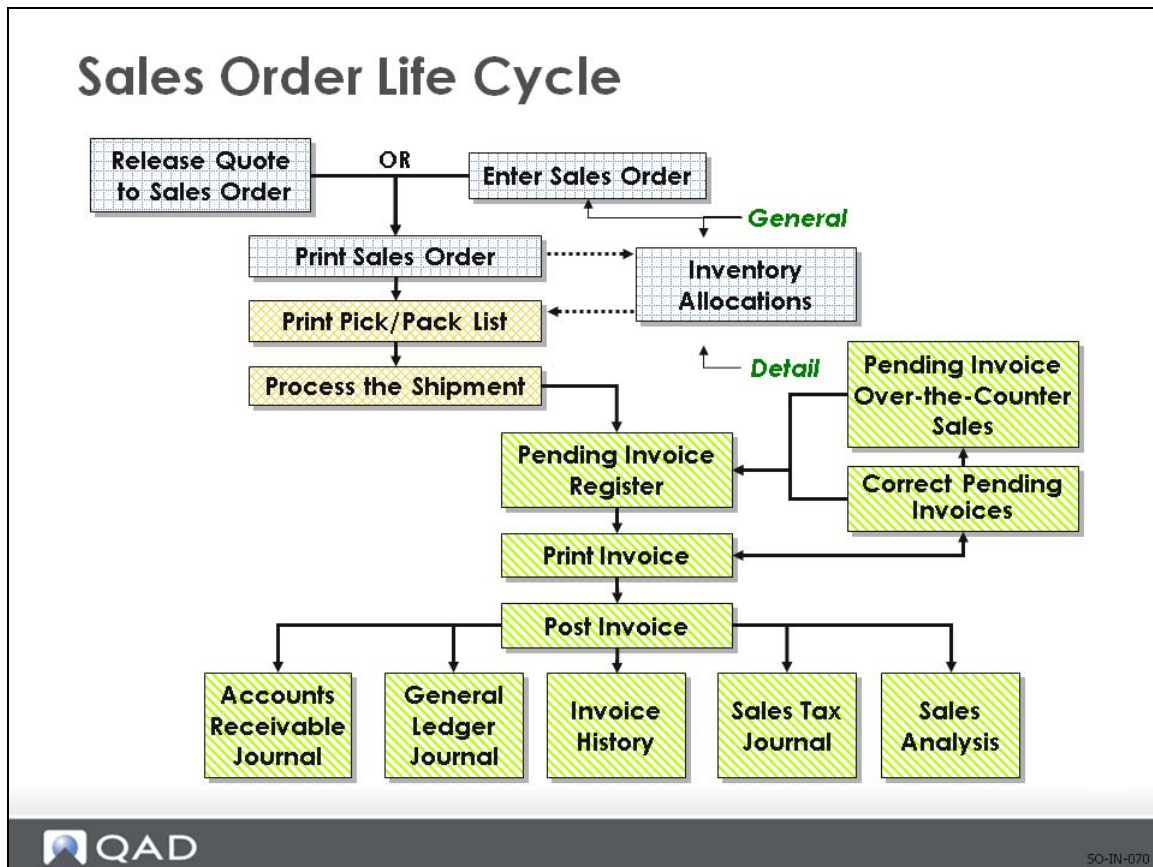 Sales Order Life Cycle
Release Quote
to Sales Order
OR
Enter Sales Order
General
Print Sales Order
Inventory
Allocations
Print Pick/Pack List
Process the Shipment
Detail
Pending Invoice
Over-the-Counter
Sales
Pending Invoice
Register
Correct Pending
Invoices
Print Invoice
Post Invoice
Accounts
Receivable
Journal
General
Ledger
Journal
Invoice
History
Sales Tax
Journal
Sales
Analysis
QAD
SO-IN-070